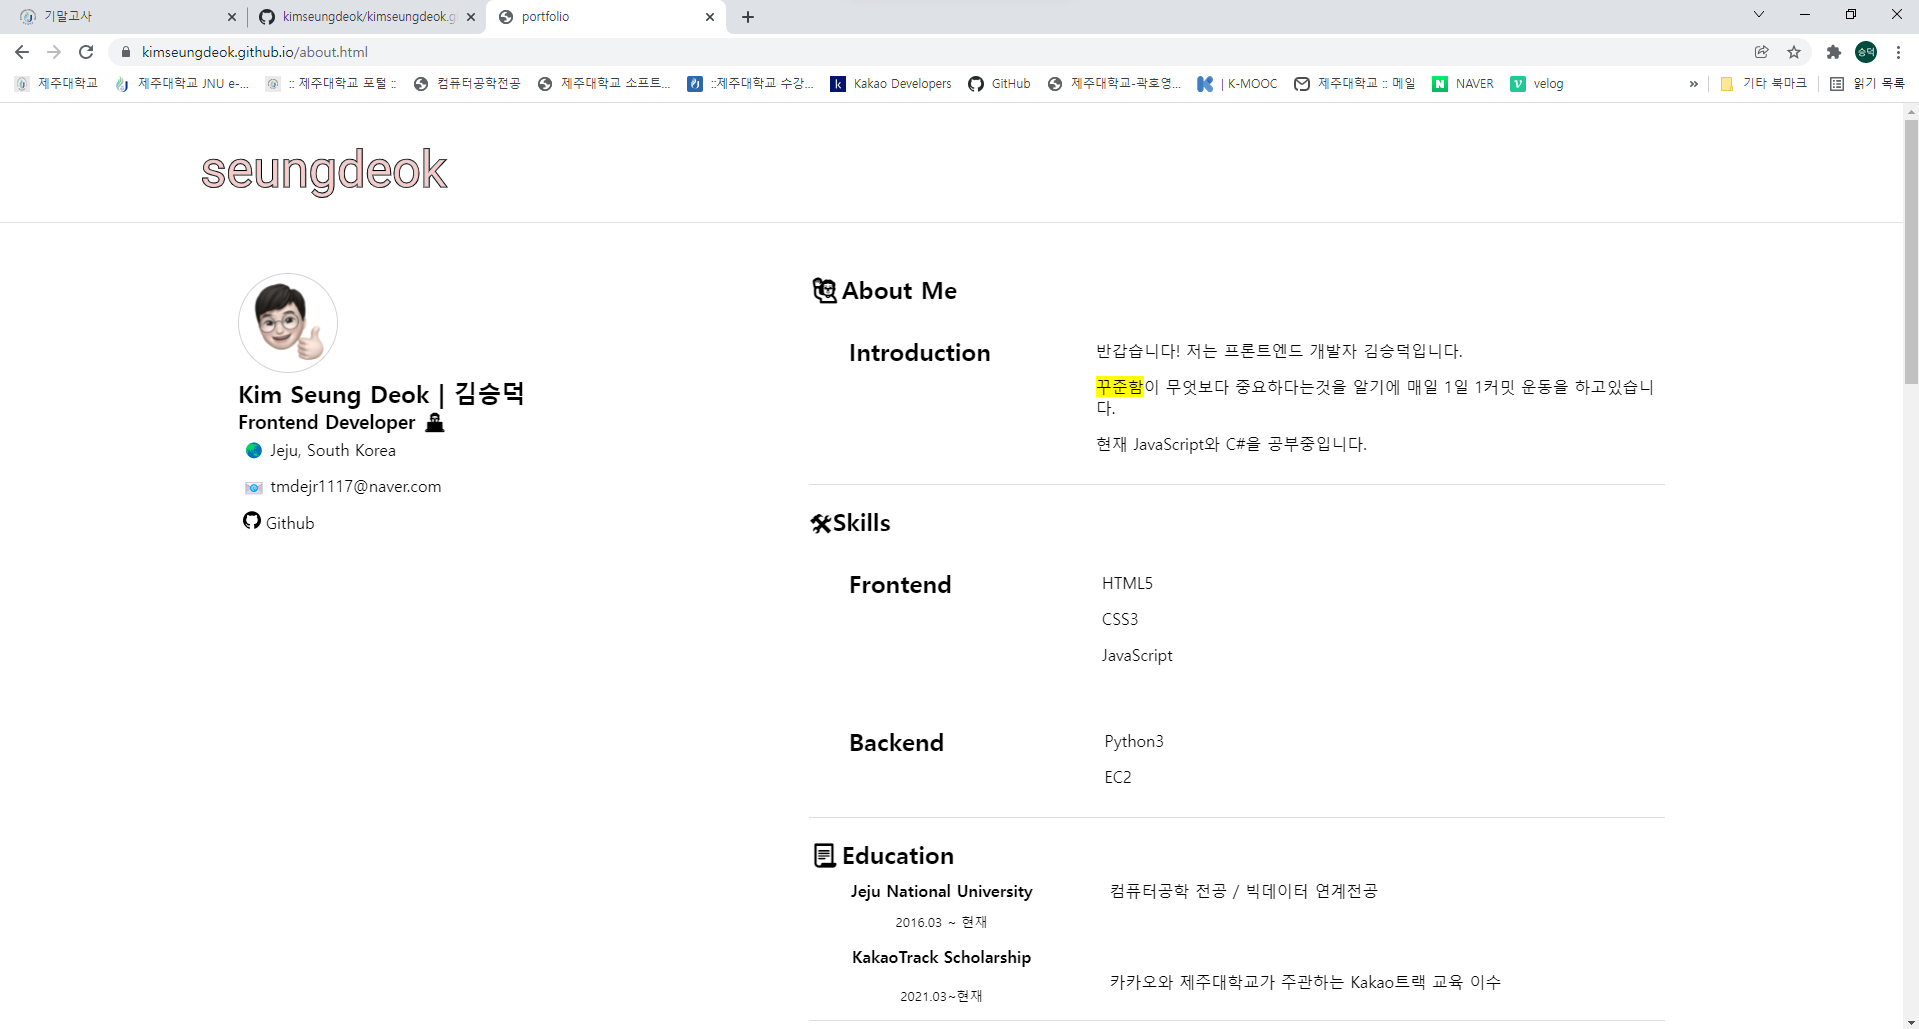 기말고사
kimseungdeok/kimseungdeok.gi
portfolio
kimseungdeok.github.io/about.html
승덕
제주대학교
제주대학교 JNU e-...
:: 제주대학교 포털 ::
컴퓨터공학전공
제주대학교 소프트...
::제주대학교 수강...
Kakao Developers
GitHub
제주대학교-곽호영...
| K-MOOC
제주대학교 :: 메일
NAVER
velog
»
기타 북마크
읽기 목록
seungdeok
Kim Seung Deok | 김승덕
Frontend Developer
Jeju, South Korea
tmdejr1117@naver.com
Github
About Me
Introduction
반갑습니다! 저는 프론트엔드 개발자 김승덕입니다.
꾸준함이 무엇보다 중요하다는것을 알기에 매일 1일 1커밋 운동을 하고있습니
다.
현재 JavaScript와 C#을 공부중입니다.
Skills
Frontend
HTML5
CSS3
JavaScript
Backend
Python3
EC2
Education
Jeju National University
컴퓨터공학 전공 / 빅데이터 연계전공
2016.03 ~ 현재
KakaoTrack Scholarship
카카오와 제주대학교가 주관하는 Kakao트랙 교육 이수
2021.03~현재